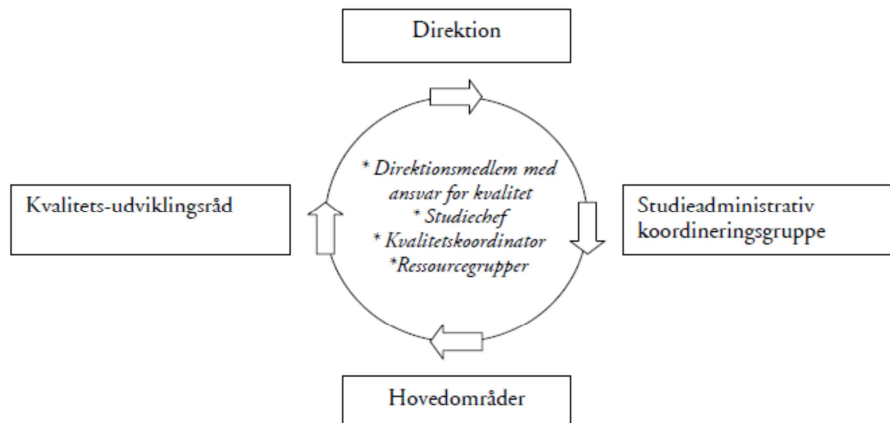 Direktion
* Direktionsmedlem med
ansvar for kvalitet
* Studiechef
* Kvalitetskoordinator
*Ressourcegrupper
Kvalitets-udviklingsråd
Studieadministrativ
koordineringsgruppe
Hovedområder